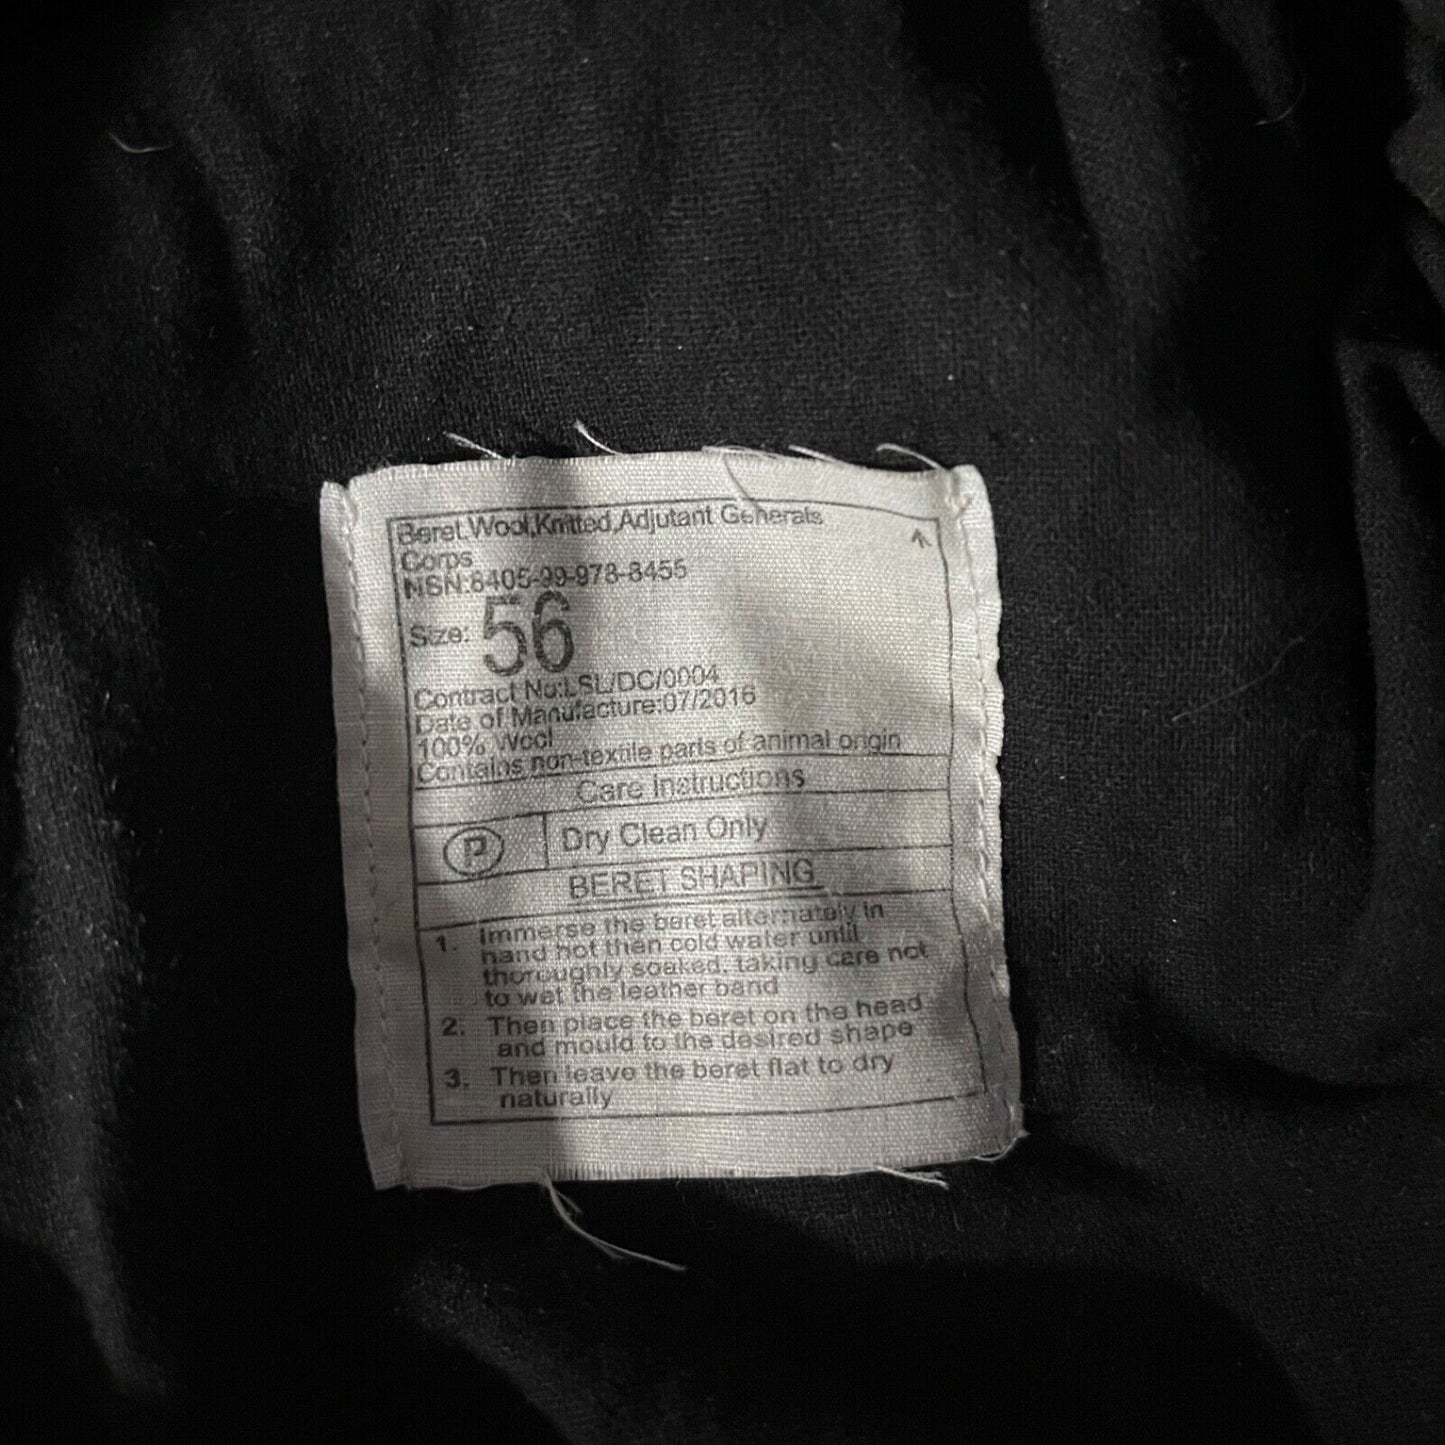 Beret,Wool,Knitted,Adjutant Generals
Corps
NSN:8405-99-978-8455
Size: 56
Contract No:LSL/DC/0004
Date of Manufacture:07/2016
100% Wool
Contains non-textile parts of animal origin
Care Instructions
P Dry Clean Only
BERET SHAPING
1. Immerse the beret alternately in
hand hot then cold water until
thoroughly soaked, taking care not
to wet the leather band
2. Then place the beret on the head
and mould to the desired shape
3. Then leave the beret flat to dry
naturally